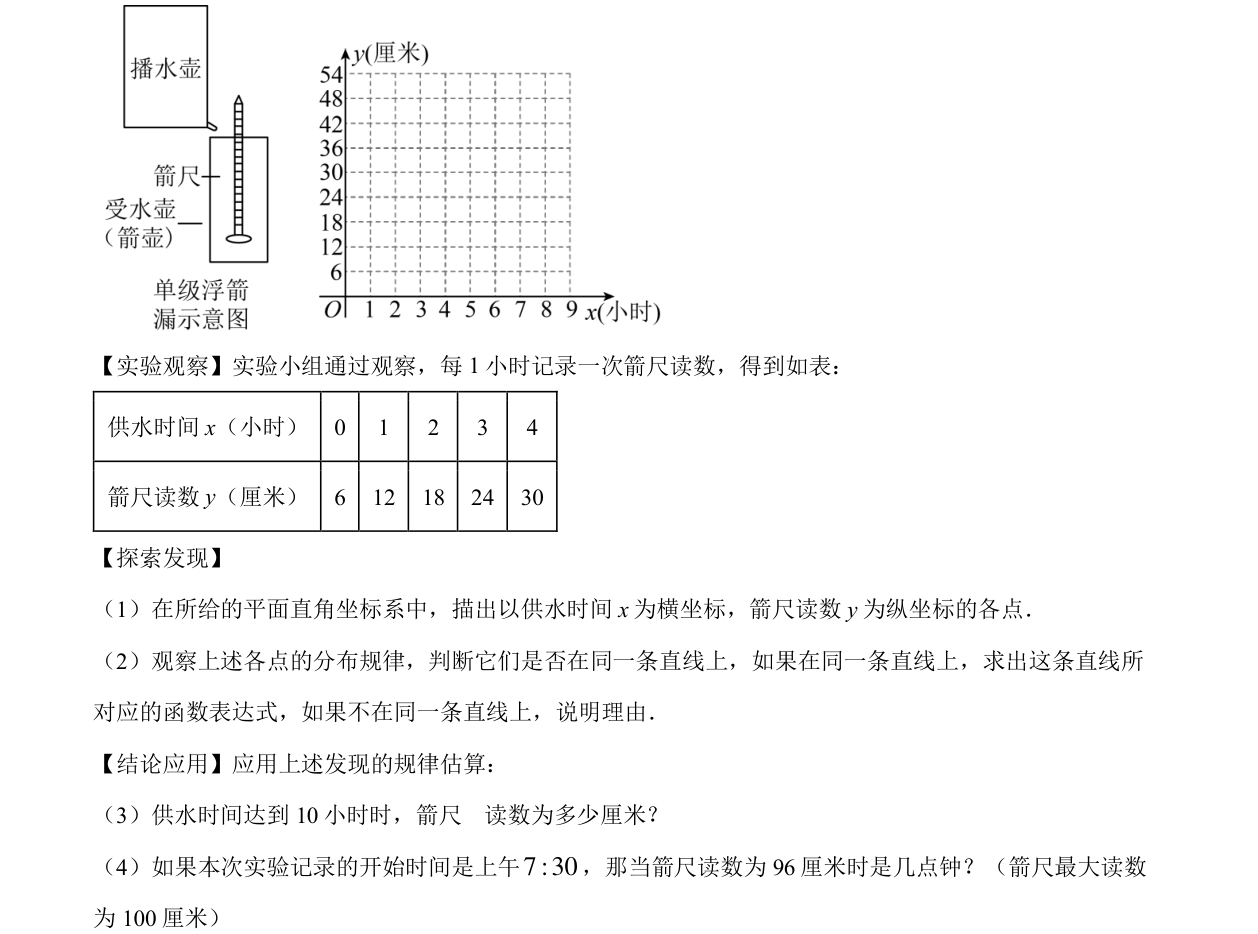 播水壶
箭尺
受水壶
（箭壶）
单级浮箭
漏示意图
y(厘米)
54
48
42
36
30
24
18
12
6
O 1 2 3 4 5 6 7 8 9 x(小时)
【实验观察】实验小组通过观察，每 1 小时记录一次箭尺读数，得到如表：
供水时间 x（小时） 0 1 2 3 4
箭尺读数 y（厘米） 6 12 18 24 30
【探索发现】
（1）在所给的平面直角坐标系中，描出以供水时间 x 为横坐标，箭尺读数 y 为纵坐标的各点．
（2）观察上述各点的分布规律，判断它们是否在同一条直线上，如果在同一条直线上，求出这条直线所
对应的函数表达式，如果不在同一条直线上，说明理由．
【结论应用】应用上述发现的规律估算：
（3）供水时间达到 10 小时时，箭尺 读数为多少厘米？
（4）如果本次实验记录的开始时间是上午7:30，那当箭尺读数为 96 厘米时是几点钟？（箭尺最大读数
为 100 厘米）